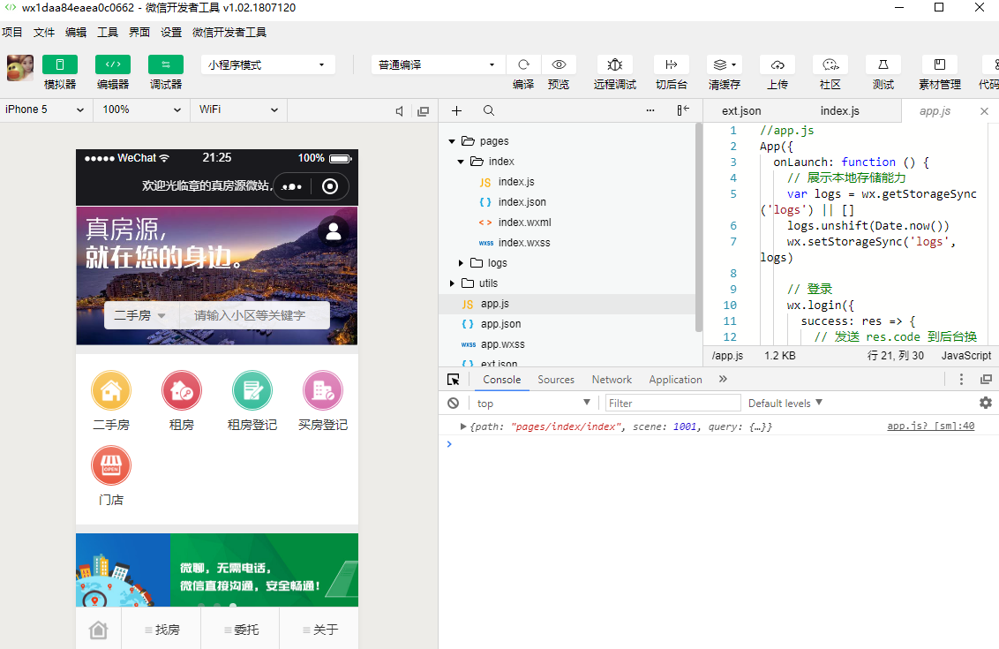 wx1daa84eaea0c0662 - 微信开发者工具 v1.02.1807120
项目 文件 编辑 工具 界面 设置 微信开发者工具
小程序模式
普通编译
模拟器 编辑器 调试器 编译 预览 远程调试 切后台 清缓存 上传 社区 测试 素材管理 代码
iPhone 5 100% WiFi
WeChat 21:25 100%
欢迎光临章的真房源微站,
真房源,
就在您的身边。
二手房 请输入小区等关键字
二手房 租房 租房登记 买房登记
OPEN
门店
微聊，无需电话，
微信直接沟通，安全畅通！
找房 委托 关于
pages
index
JS index.js
{ } index.json
< > index.wxml
wxss index.wxss
logs
utils
JS app.js
{ } app.json
wxss app.wxss
{ } ext.json
ext.json index.js app.js
1 //app.js
2 App({
3 onLaunch: function () {
4 // 展示本地存储能力
5 var logs = wx.getStorageSync
('logs') || []
6 logs.unshift(Date.now())
7 wx.setStorageSync('logs',
logs)
8
9 // 登录
10 wx.login({
11 success: res => {
12 // 发送 res.code 到后台换
/app.js 1.2 KB 行 21, 列 30 JavaScript
Console Sources Network Application »
top Filter Default levels
{path: "pages/index/index", scene: 1001, query: {…}} app.js? [sm]:40